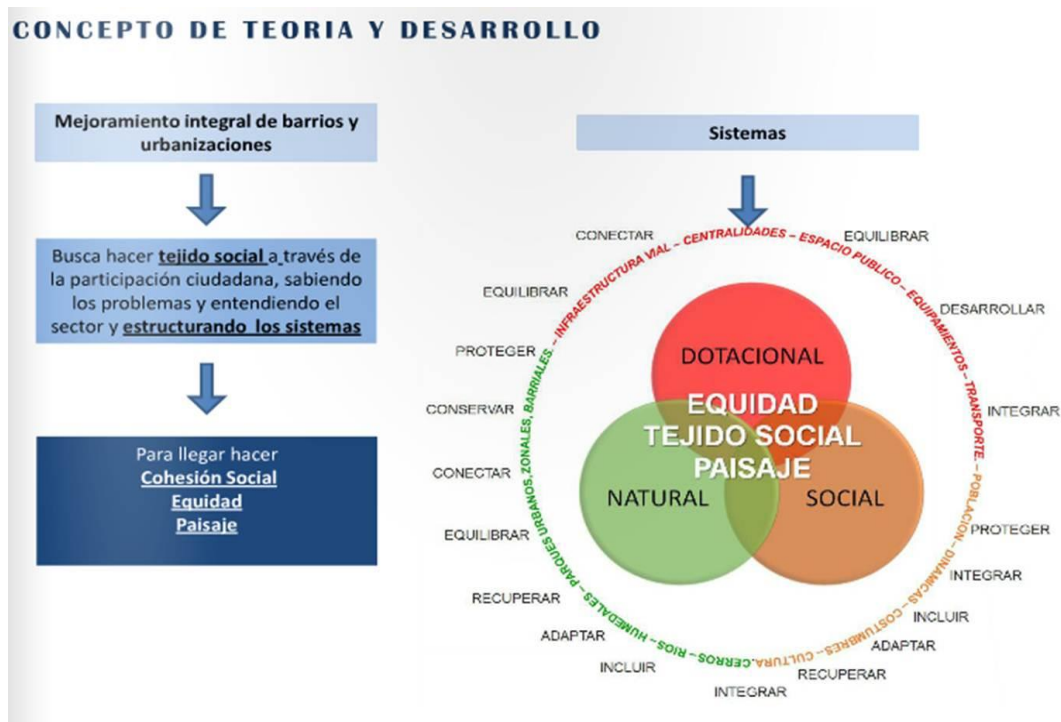 CONCEPTO DE TEORIA Y DESARROLLO
Mejoramiento integral de barrios y
urbanizaciones
Busca hacer tejido social a través de
la participación ciudadana, sabiendo
los problemas y entendiendo el
sector y estructurando los sistemas
Para llegar hacer
Cohesión Social
Equidad
Paisaje
Sistemas
CONECTAR
EQUILIBRAR
EQUILIBRAR
DESARROLLAR
PROTEGER
CONSERVAR
INTEGRAR
CONECTAR
EQUILIBRAR
PROTEGER
INTEGRAR
RECUPERAR
INCLUIR
ADAPTAR
ADAPTAR
INCLUIR
RECUPERAR
INTEGRAR
– INFRAESTRUCTURA VIAL – CENTRALIDADES – ESPACIO PUBLICO – EQUIPAMIENTOS – TRANSPORTE.
– POBLACION – DINAMICAS – COSTUMBRES – CULTURA
.CERROS – RIOS – HUMEDALES – PARQUES URBANOS, ZONALES, BARRIALES.
DOTACIONAL
EQUIDAD
TEJIDO SOCIAL
PAISAJE
NATURAL
SOCIAL